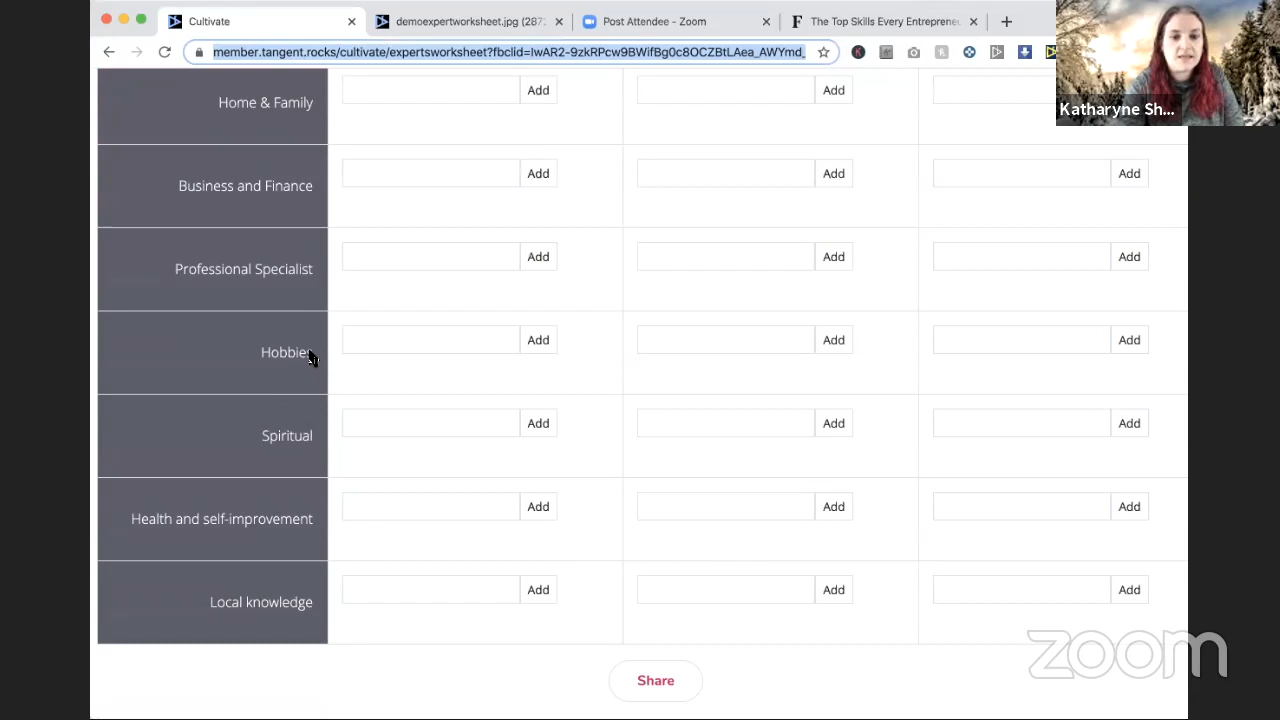 Cultivate
demoexpertworksheet.jpg (287
Post Attendee - Zoom
The Top Skills Every Entreprene
member.tangent.rocks/cultivate/expertsworksheet?fbclid=IwAR2-9zkRPcw9BWifBg0c8OCZBtLAea_AWYmd_
Katharyne Sh...
Home & Family
Add
Add
Business and Finance
Add
Add
Add
Professional Specialist
Add
Add
Add
Hobbies
Add
Add
Add
Spiritual
Add
Add
Add
Health and self-improvement
Add
Add
Add
Local knowledge
Add
Add
Add
Share
zoom